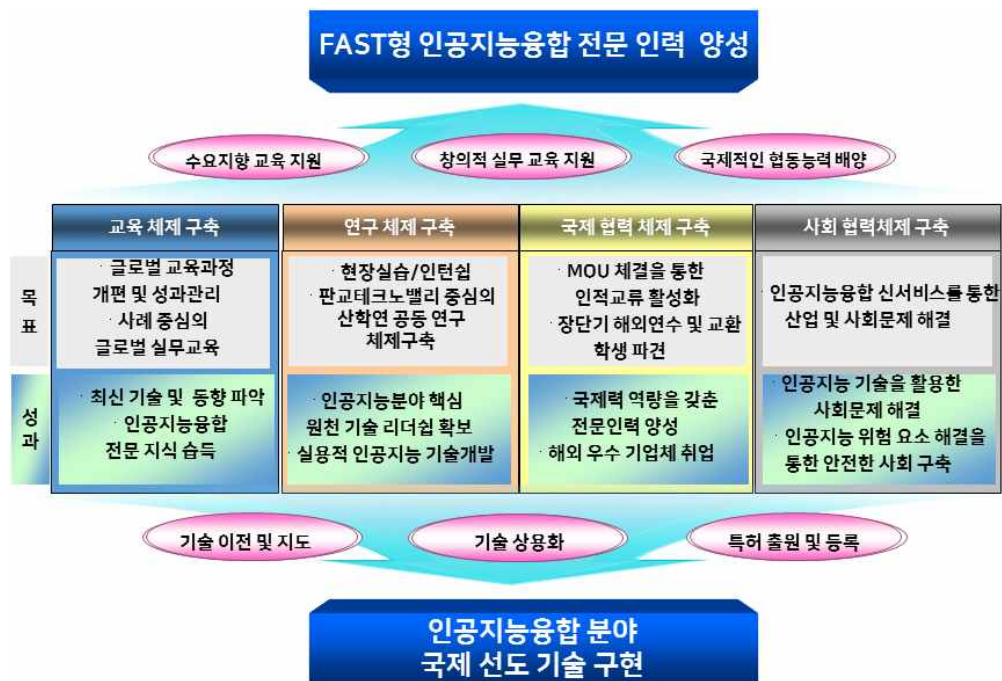 FAST형 인공지능융합 전문 인력 양성
수요지향 교육 지원
창의적 실무 교육 지원
국제적인 협동능력 배양
교육 체제 구축
연구 체제 구축
국제 협력 체제 구축
사회 협력체제 구축
목
표
· 글로벌 교육과정
개편 및 성과관리
· 사례 중심의
글로벌 실무교육
· 현장실습/인턴쉽
· 판교테크노밸리 중심의
산학연 공동 연구
체제구축
· MOU 체결을 통한
인적교류 활성화
· 장단기 해외연수 및 교환
학생 파견
· 인공지능융합 신서비스를 통한
산업 및 사회문제 해결
성
과
· 최신 기술 및 동향 파악
· 인공지능융합
전문 지식 습득
· 인공지능분야 핵심
원천 기술 리더쉽 확보
· 실용적 인공지능 기술개발
· 국제력 역량을 갖춘
전문인력 양성
· 해외 우수 기업체 취업
· 인공지능 기술을 활용한
사회문제 해결
· 인공지능 위험 요소 해결을
통한 안전한 사회 구축
기술 이전 및 지도
기술 상용화
특허 출원 및 등록
인공지능융합 분야
국제 선도 기술 구현